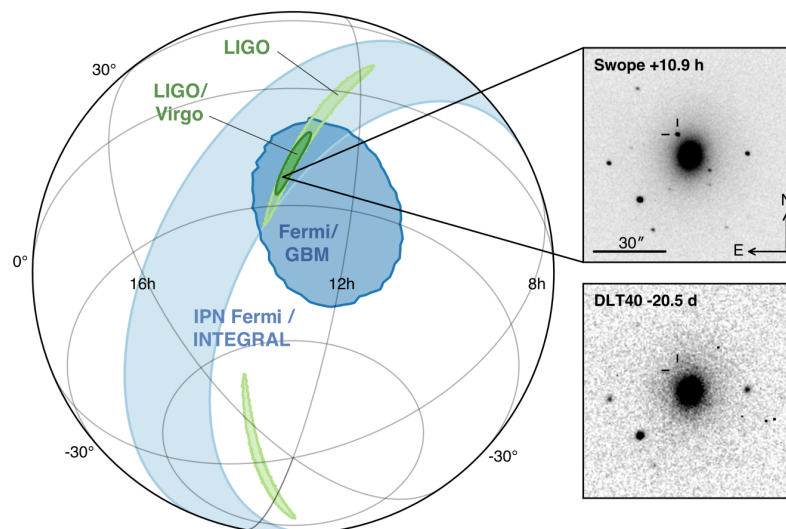 LIGO
30°
LIGO/
Virgo
Swope +10.9 h
Fermi/
GBM
0°
16h
12h
8h
IPN Fermi /
INTEGRAL
-30°
-30°
30″
N
E
DLT40 -20.5 d